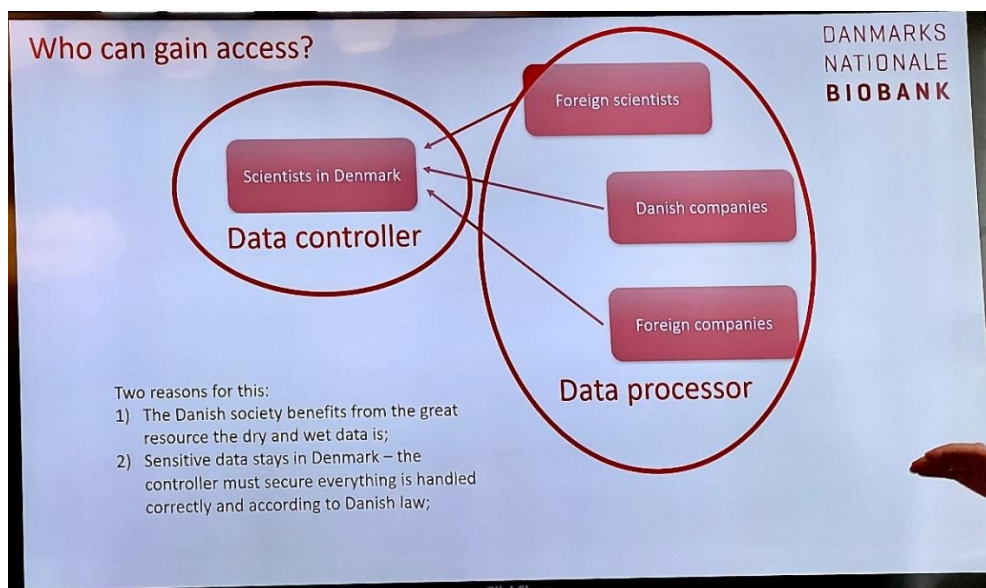 Who can gain access?
DANMARKS
NATIONALE
BIOBANK
Foreign scientists
Scientists in Denmark
Danish companies
Data controller
Foreign companies
Data processor
Two reasons for this:
1) The Danish society benefits from the great
resource the dry and wet data is;
2) Sensitive data stays in Denmark – the
controller must secure everything is handled
correctly and according to Danish law;